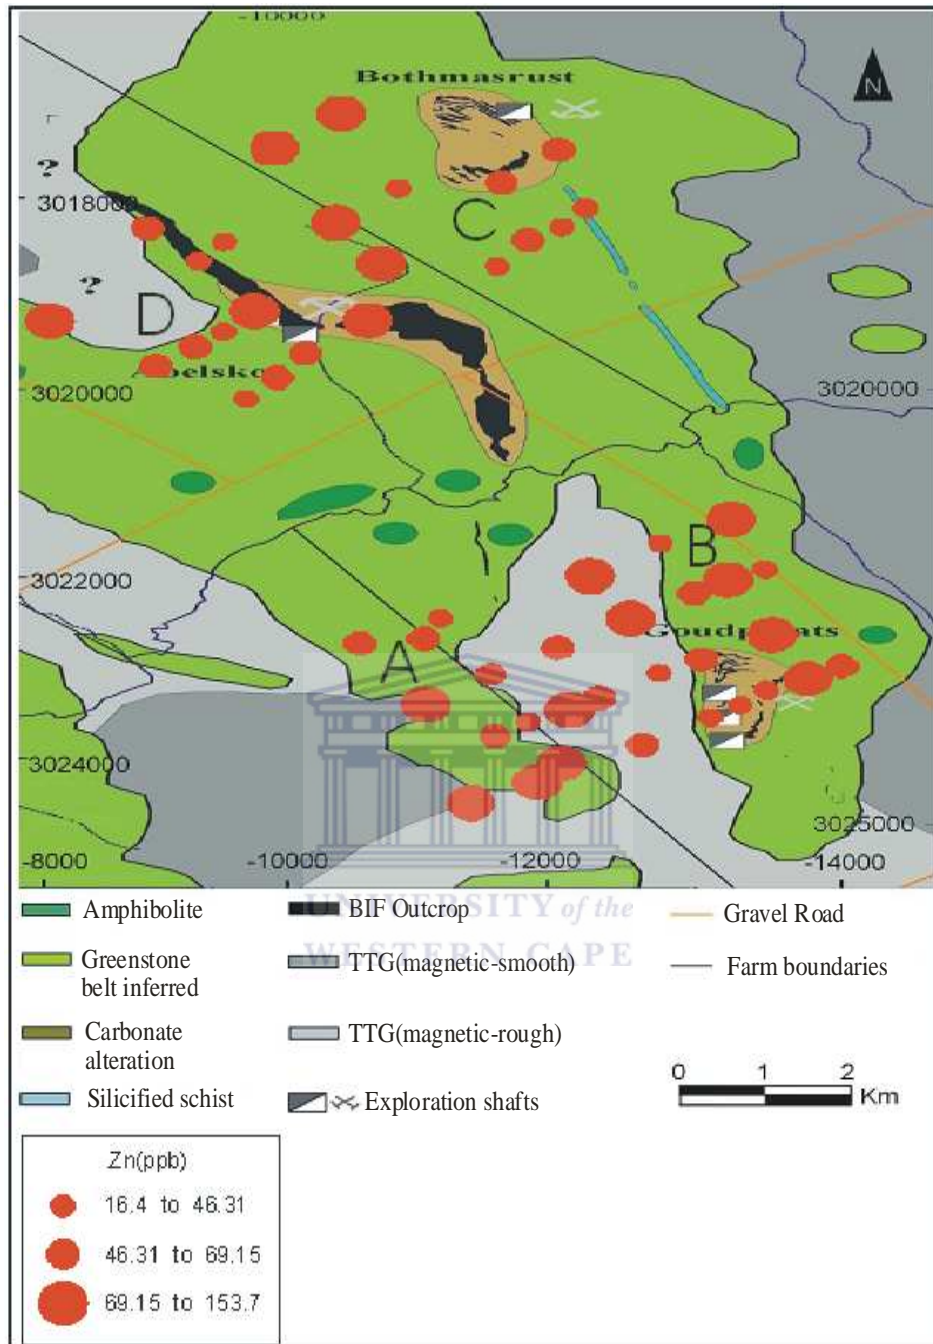 -10000
Bothmasrust
N
?
3018000
C
?
D
3020000
3020000
B
3022000
Goudplaats
A
3024000
3025000
-8000
-10000
-12000
-14000
UNIVERSITY of the
WESTERN CAPE
Amphibolite
BIF Outcrop
Gravel Road
Greenstone
belt inferred
TTG(magnetic-smooth)
Farm boundaries
Carbonate
alteration
TTG(magnetic-rough)
Silicified schist
Exploration shafts
0 1 2
Km
Zn(ppb)
16.4 to 46.31
46.31 to 69.15
69.15 to 153.7